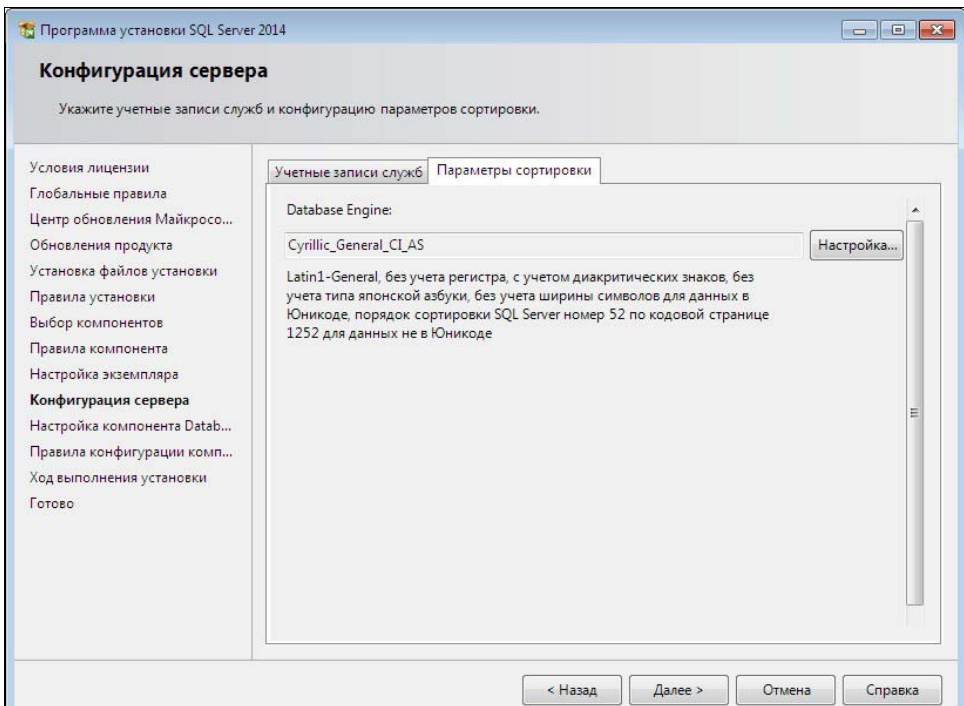 Программа установки SQL Server 2014
Конфигурация сервера
Укажите учетные записи служб и конфигурацию параметров сортировки.
Условия лицензии
Глобальные правила
Центр обновления Майкросо...
Обновления продукта
Установка файлов установки
Правила установки
Выбор компонентов
Правила компонента
Настройка экземпляра
Конфигурация сервера
Настройка компонента Datab...
Правила конфигурации комп...
Ход выполнения установки
Готово
Учетные записи служб
Параметры сортировки
Database Engine:
Cyrillic_General_CI_AS
Настройка...
Latin1-General, без учета регистра, с учетом диакритических знаков, без
учета типа японской азбуки, без учета ширины символов для данных в
Юникоде, порядок сортировки SQL Server номер 52 по кодовой странице
1252 для данных не в Юникоде
< Назад
Далее >
Отмена
Справка